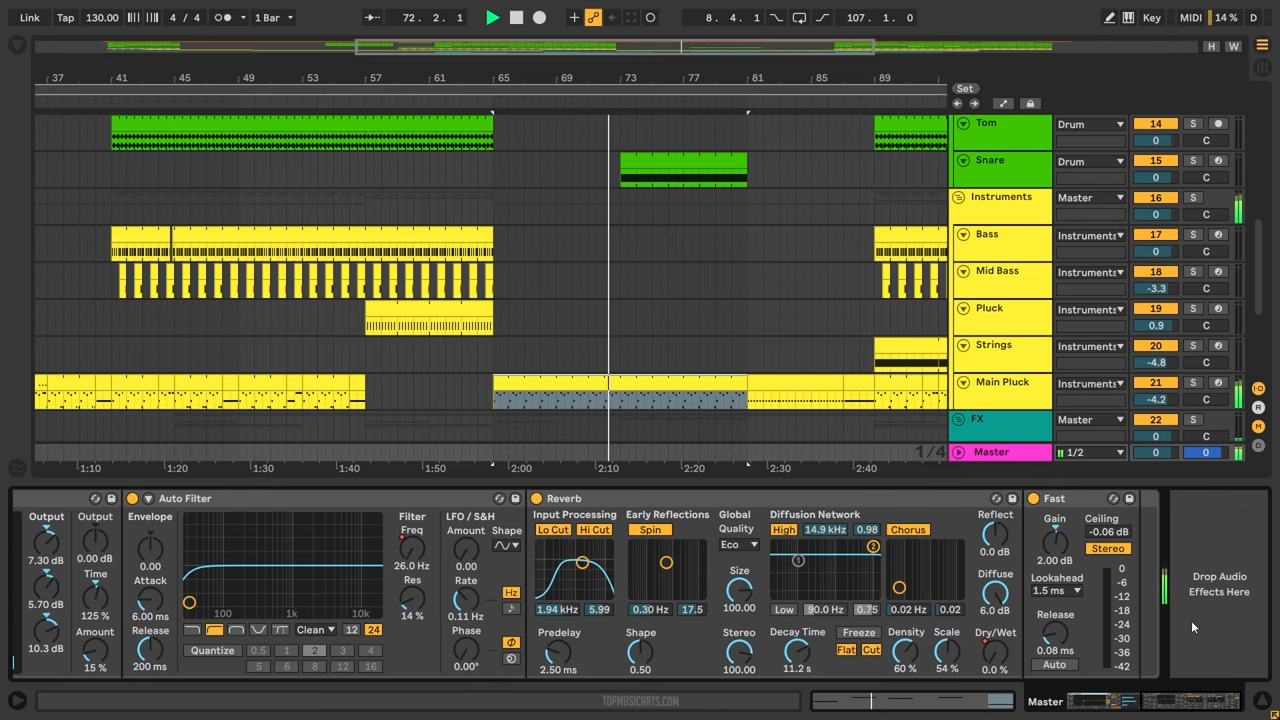 Link Tap 130.00 4 / 4 1 Bar 72. 2. 1 8. 4. 1 107. 1. 0 Key MIDI 14 % D
H W
37 41 45 49 53 57 61 65 69 73 77 81 85 89
Set
Tom Drum 14 S
0 C
Snare Drum 15 S
0 C
Instruments Master 16 S
0 C
Bass Instruments 17 S
0 C
Mid Bass Instruments 18 S
-3.3 C
Pluck Instruments 19 S
0.9 C
Strings Instruments 20 S
-4.8 C
Main Pluck Instruments 21 S
-4.2 C
I·O
R
M
D
FX Master 22 S
0 C
1/4 Master 1/2 0 0
1:10 1:20 1:30 1:40 1:50 2:00 2:10 2:20 2:30 2:40
Output
7.30 dB
5.70 dB
10.3 dB
Output
0.00 dB
Time
125 %
Amount
15 %
Auto Filter
Envelope
0.00
Attack
6.00 ms
Release
200 ms
100 1k 10k
Clean 12 24
Quantize 0.5 1 2 3 4
5 6 8 12 16
Filter
Freq
26.0 Hz
Res
14 %
LFO / S&H
Amount Shape
0.00
Rate Hz
0.11 Hz
Phase
0.00°
Reverb
Input Processing
Lo Cut Hi Cut
1.94 kHz 5.99
Predelay
2.50 ms
Early Reflections
Spin
0.30 Hz 17.5
Shape
0.50
Global
Quality
Eco
Size
100.00
Stereo
100.00
Diffusion Network
High 14.9 kHz 0.98 Chorus
2
1
Low 90.0 Hz 0.75 0.02 Hz 0.02
Decay Time Freeze Density Scale
11.2 s Flat Cut 60 % 54 %
Reflect
0.0 dB
Diffuse
6.0 dB
Dry/Wet
0.0 %
Fast
Gain
2.00 dB
Ceiling
-0.06 dB
Stereo
Lookahead
1.5 ms
Release
0.08 ms
Auto
0
-6
-12
-18
-24
-30
-36
-42
Drop Audio
Effects Here
TOPMUSICARTS.COM
Master